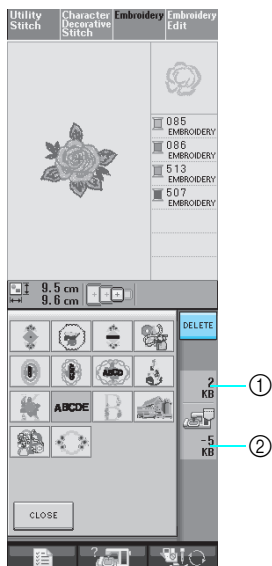 Utility Character Embroidery Embroidery
Stitch Decorative Edit
Stitch
085
EMBROIDERY
086
EMBROIDERY
513
EMBROIDERY
507
EMBROIDERY
9.5 cm
9.6 cm
DELETE
2
KB
①
-5
KB
②
ABCDE
B
CLOSE
?